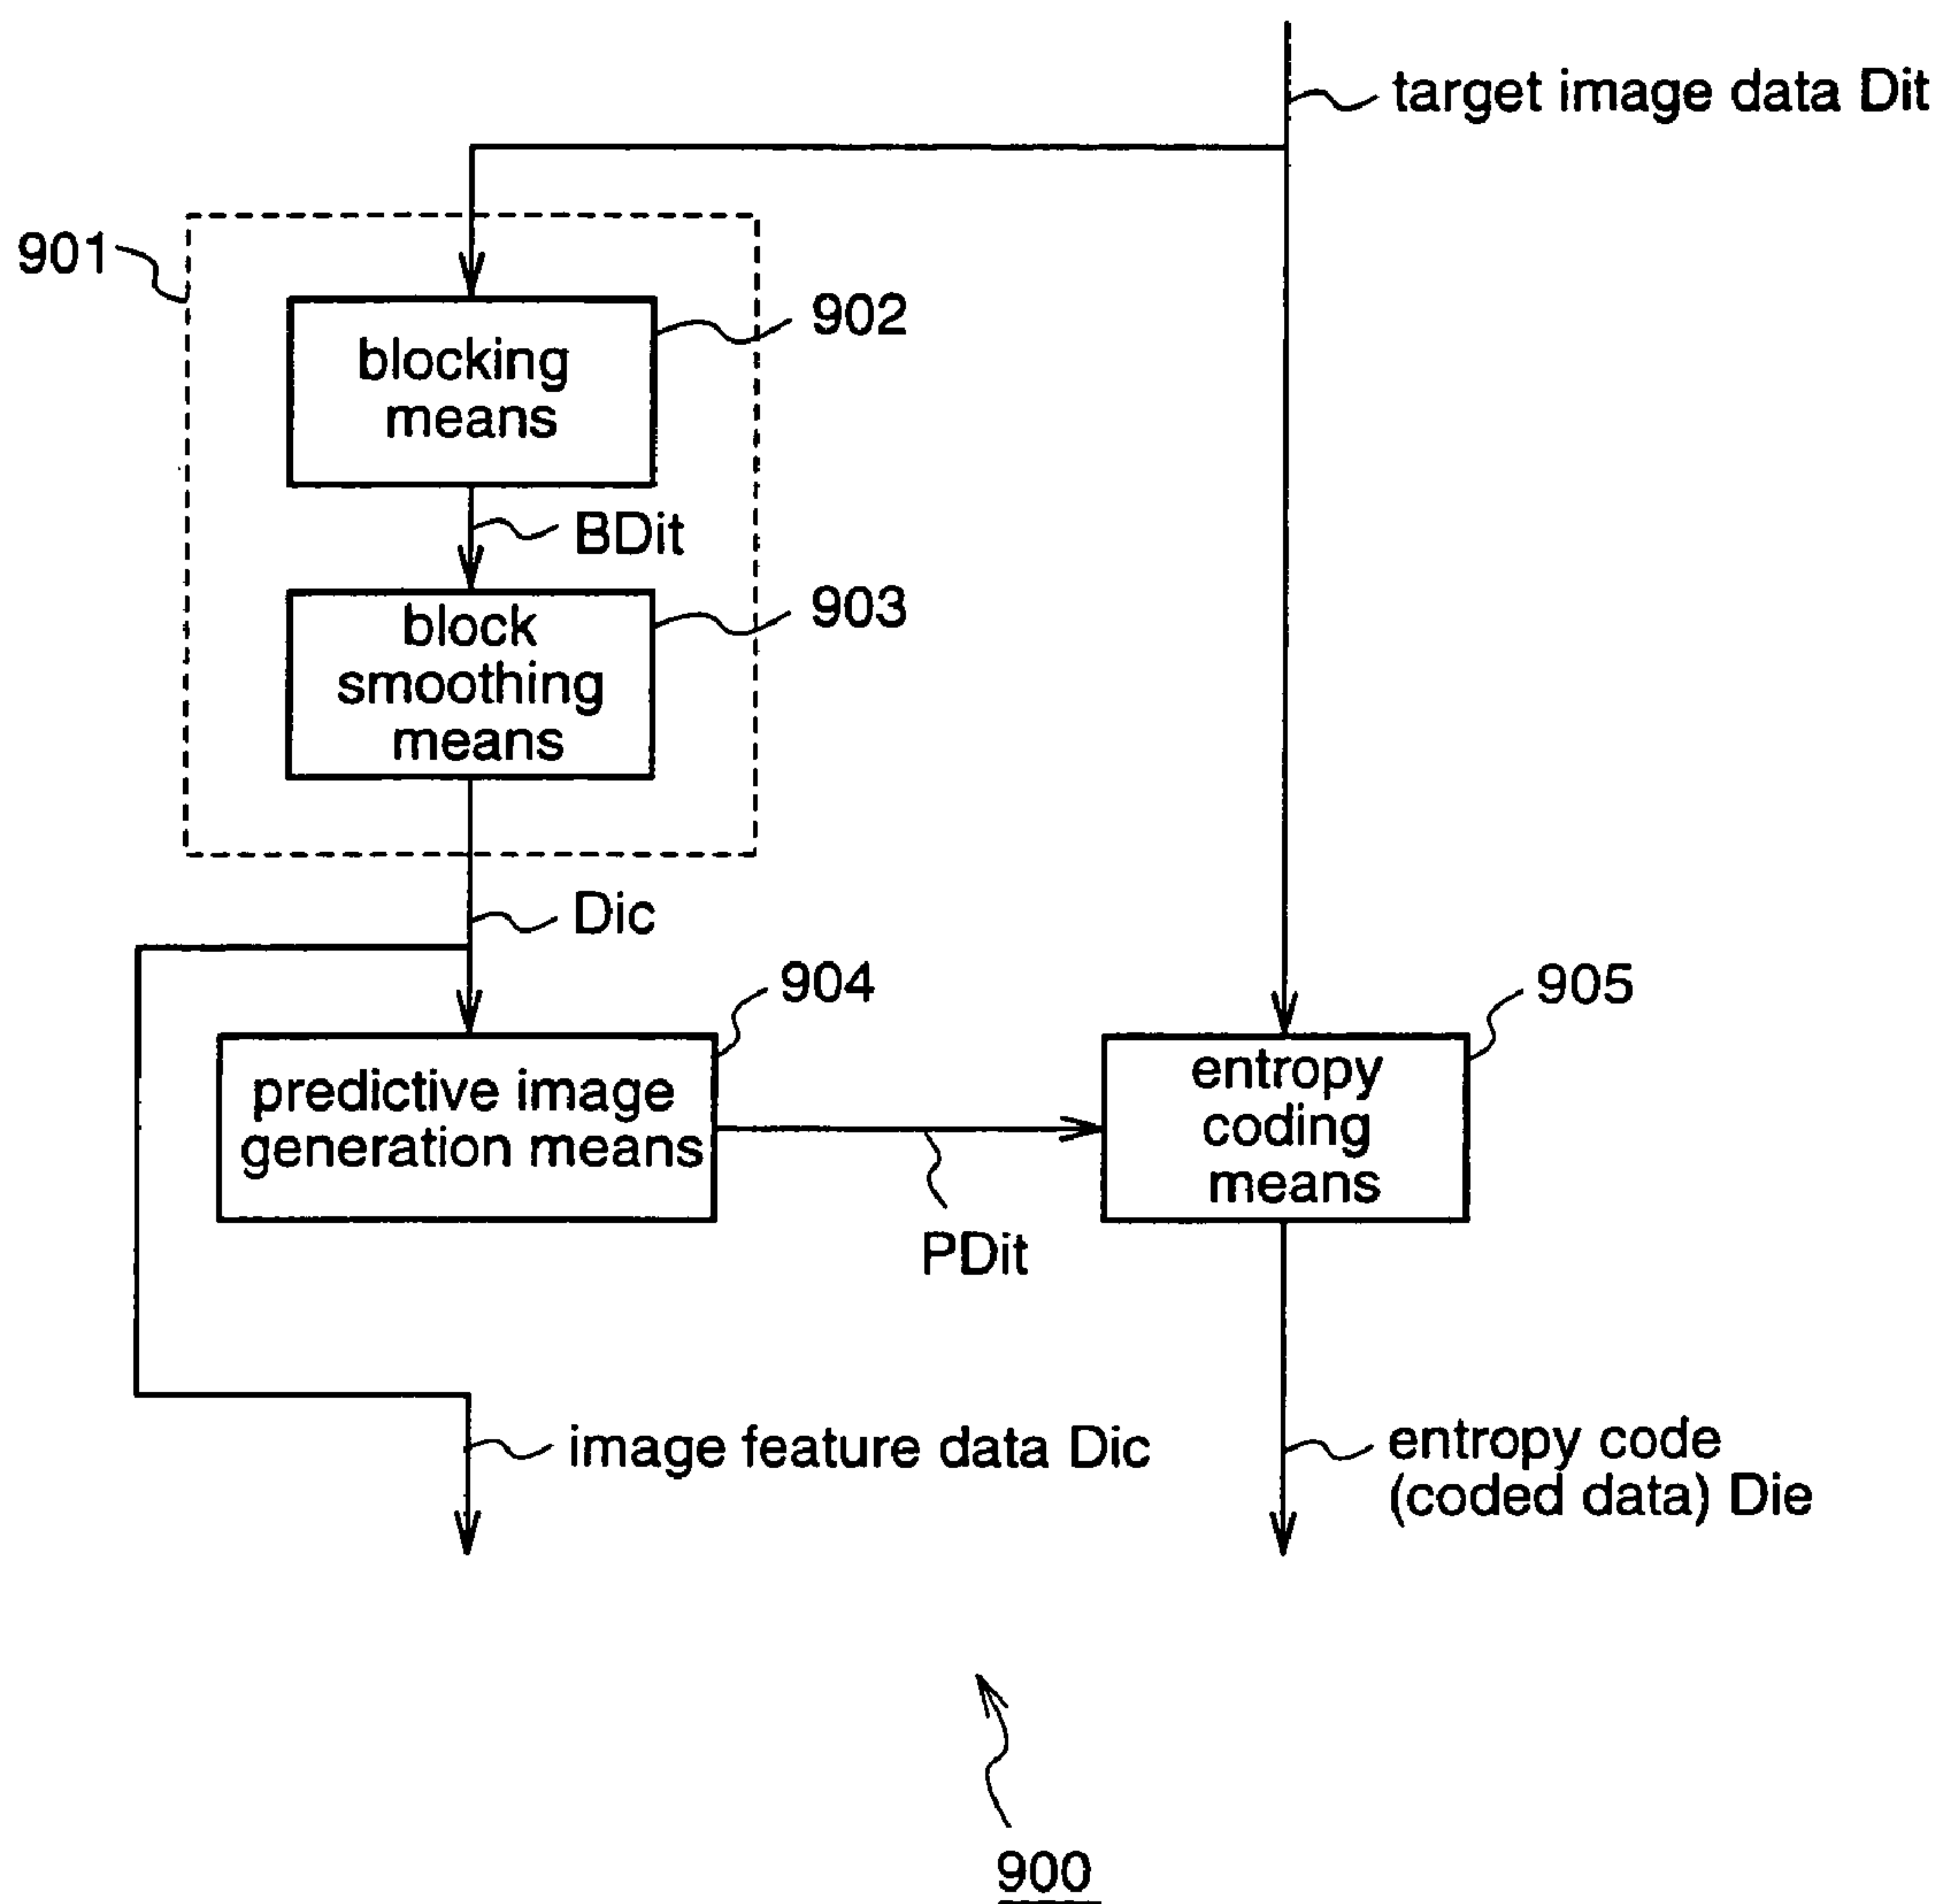 target image data Dit
901
902
blocking
means
BDit
903
block
smoothing
means
Dic
904
905
predictive image
generation means
entropy
coding
means
PDit
image feature data Dic
entropy code
(coded data) Die
900